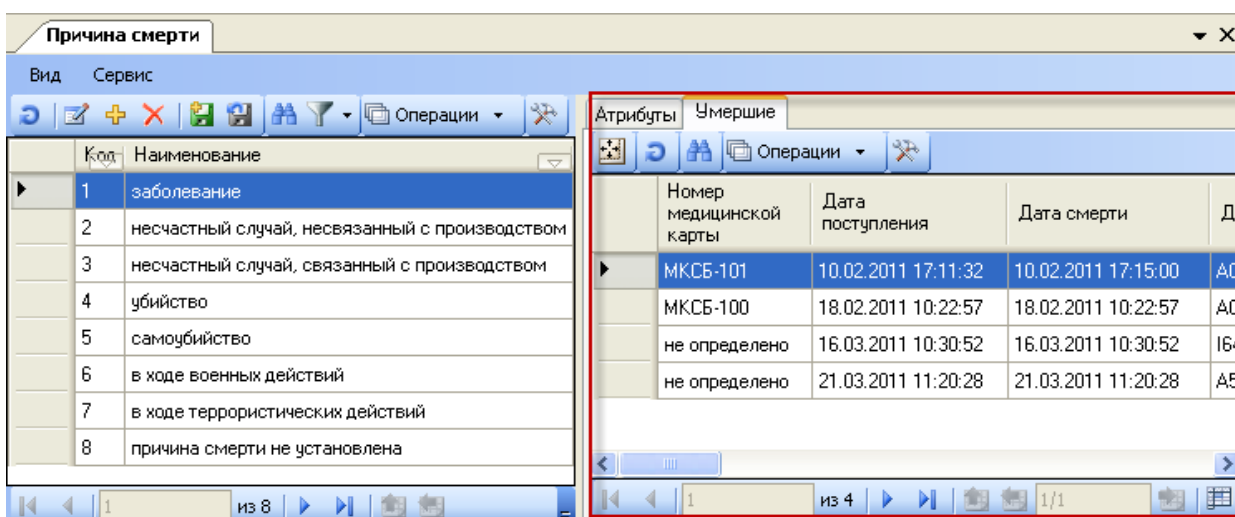 Причина смерти
Вид Сервис
Операции
Код Наименование
1 заболевание
2 несчастный случай, несвязанный с производством
3 несчастный случай, связанный с производством
4 убийство
5 самоубийство
6 в ходе военных действий
7 в ходе террористических действий
8 причина смерти не установлена
1 из 8
Атрибуты Умершие
Операции
Номер медицинской карты Дата поступления Дата смерти Д
МКСБ-101 10.02.2011 17:11:32 10.02.2011 17:15:00
МКСБ-100 18.02.2011 10:22:57 18.02.2011 10:22:57
не определено 16.03.2011 10:30:52 16.03.2011 10:30:52 I64
не определено 21.03.2011 11:20:28 21.03.2011 11:20:28 A5
1 из 4 1/1